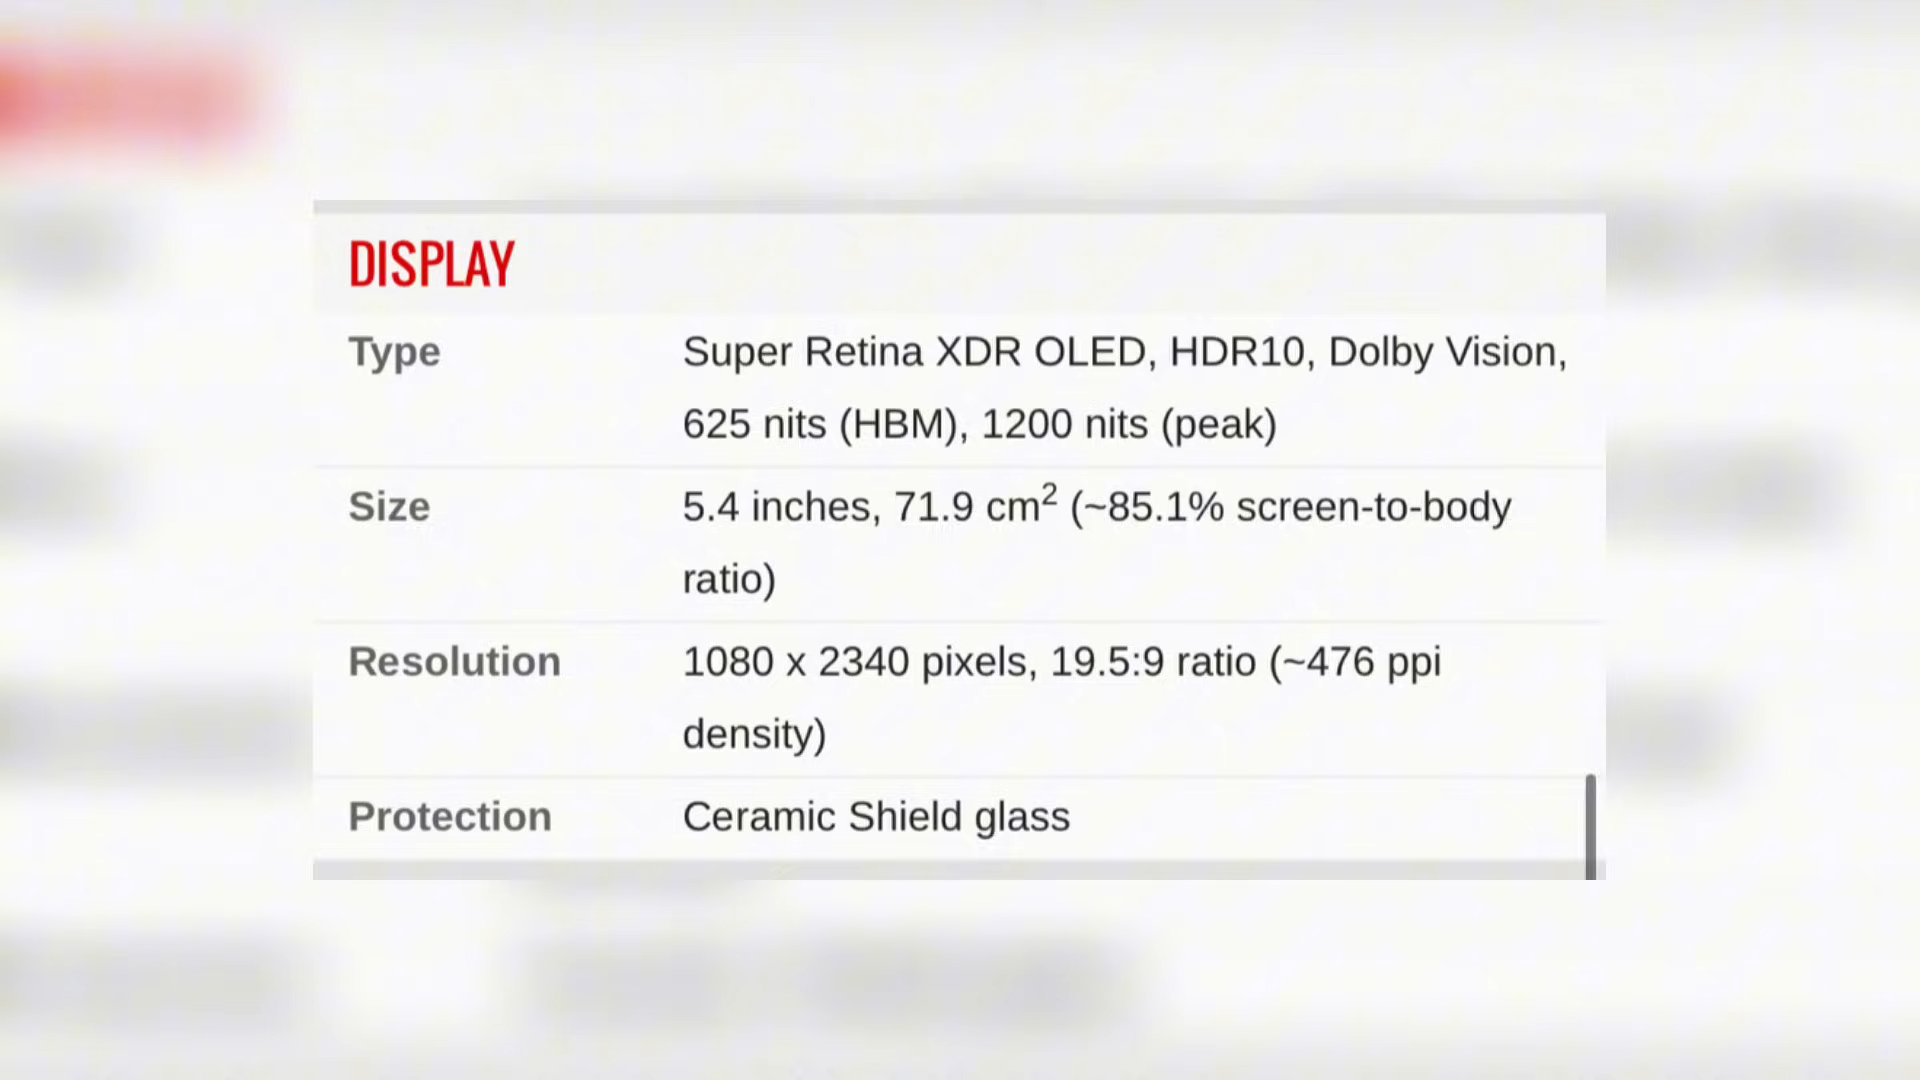 DISPLAY
Type Super Retina XDR OLED, HDR10, Dolby Vision,
625 nits (HBM), 1200 nits (peak)
Size 5.4 inches, 71.9 cm² (~85.1% screen-to-body
ratio)
Resolution 1080 x 2340 pixels, 19.5:9 ratio (~476 ppi
density)
Protection Ceramic Shield glass